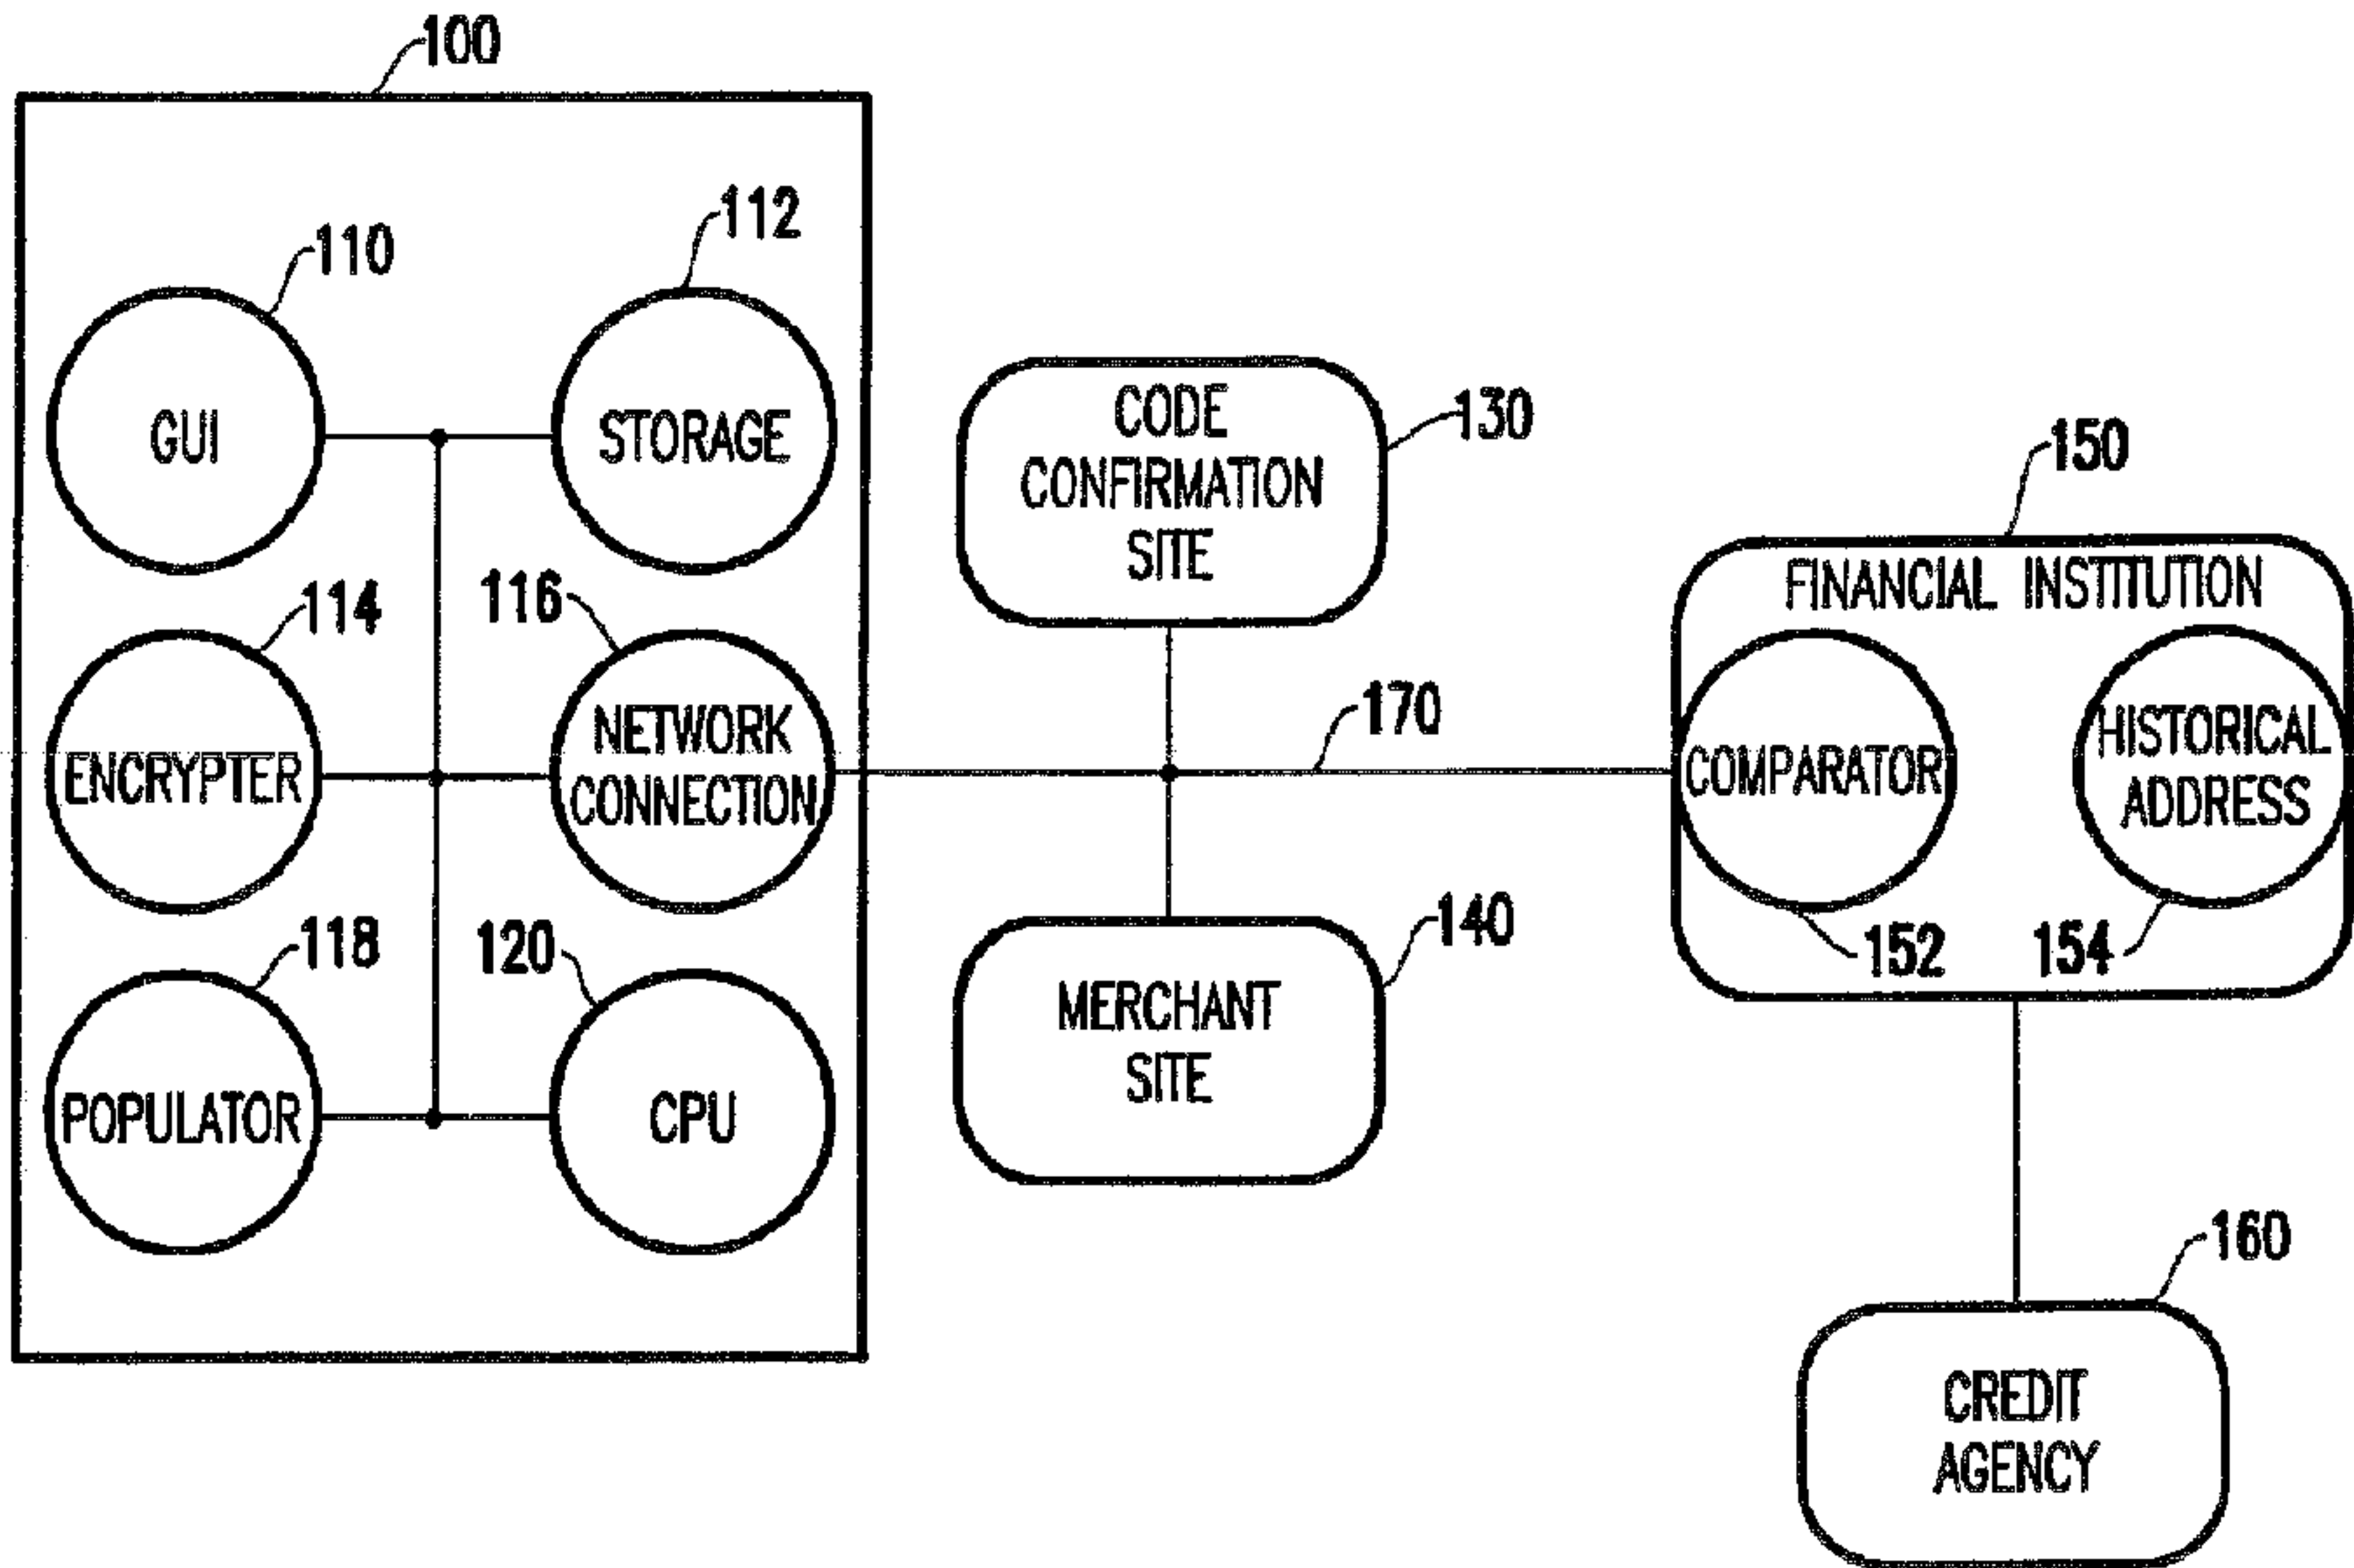 100
110
112
GUI
STORAGE
114
116
ENCRYPTER
NETWORK
CONNECTION
118
120
POPULATOR
CPU
CODE
CONFIRMATION
SITE
130
170
MERCHANT
SITE
140
150
FINANCIAL INSTITUTION
COMPARATOR
HISTORICAL
ADDRESS
152
154
160
CREDIT
AGENCY